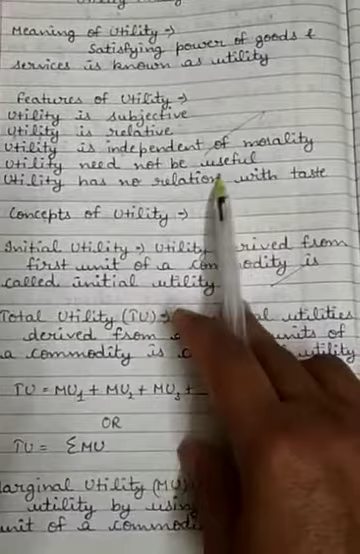 Meaning of Utility →
Satisfying power of goods &
services is known as utility
Features of Utility →
Utility is subjective
Utility is relative
Utility is independent of morality
Utility need not be useful
Utility has no relation with taste
Concepts of Utility →
Initial Utility → Utility rived from
first unit of a com odity is
called initial utility.
Total Utility (TU) → al utilities
derived from units of
a commodity is utility
TU = MU1 + MU2 + MU3 +
OR
TU = ΣMU
arginal Utility (MU)
utility by using
unit of a commodi